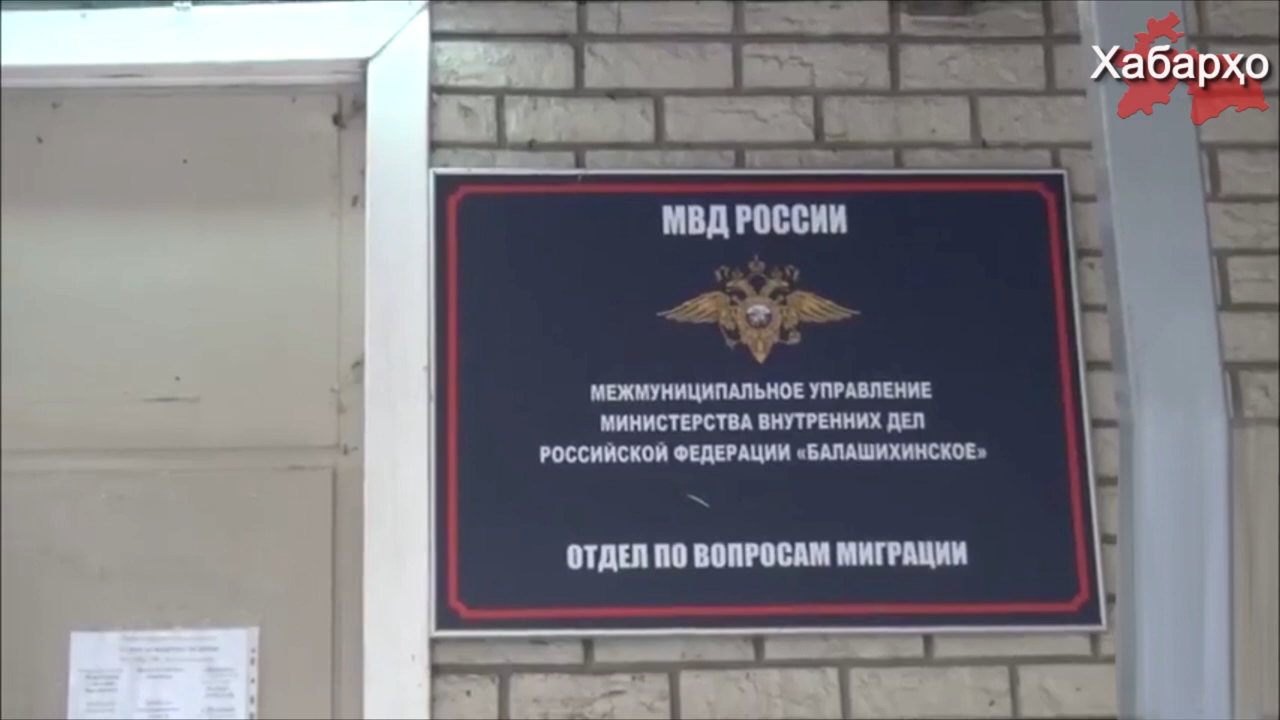 Хабарҳо
МВД РОССИИ
МЕЖМУНИЦИПАЛЬНОЕ УПРАВЛЕНИЕ
МИНИСТЕРСТВА ВНУТРЕННИХ ДЕЛ
РОССИЙСКОЙ ФЕДЕРАЦИИ «БАЛАШИХИНСКОЕ»
ОТДЕЛ ПО ВОПРОСАМ МИГРАЦИИ